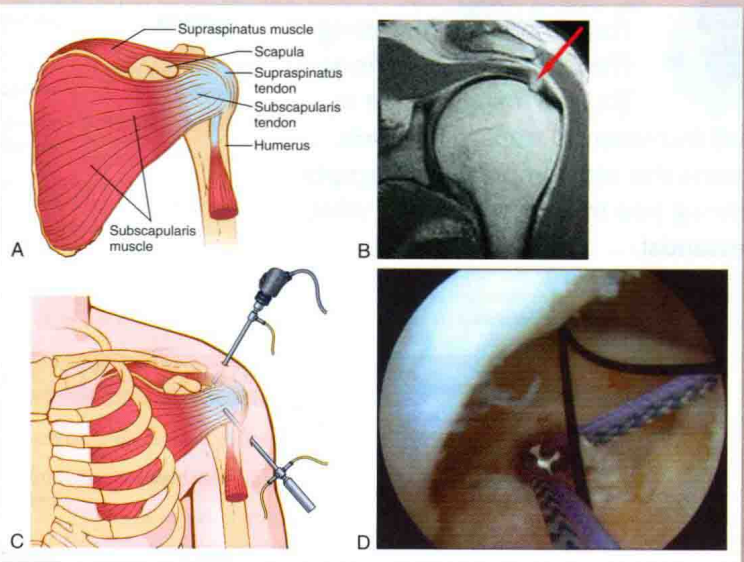 Supraspinatus muscle
Scapula
Supraspinatus
tendon
Subscapularis
tendon
Humerus
Subscapularis
muscle
A
B
C
D